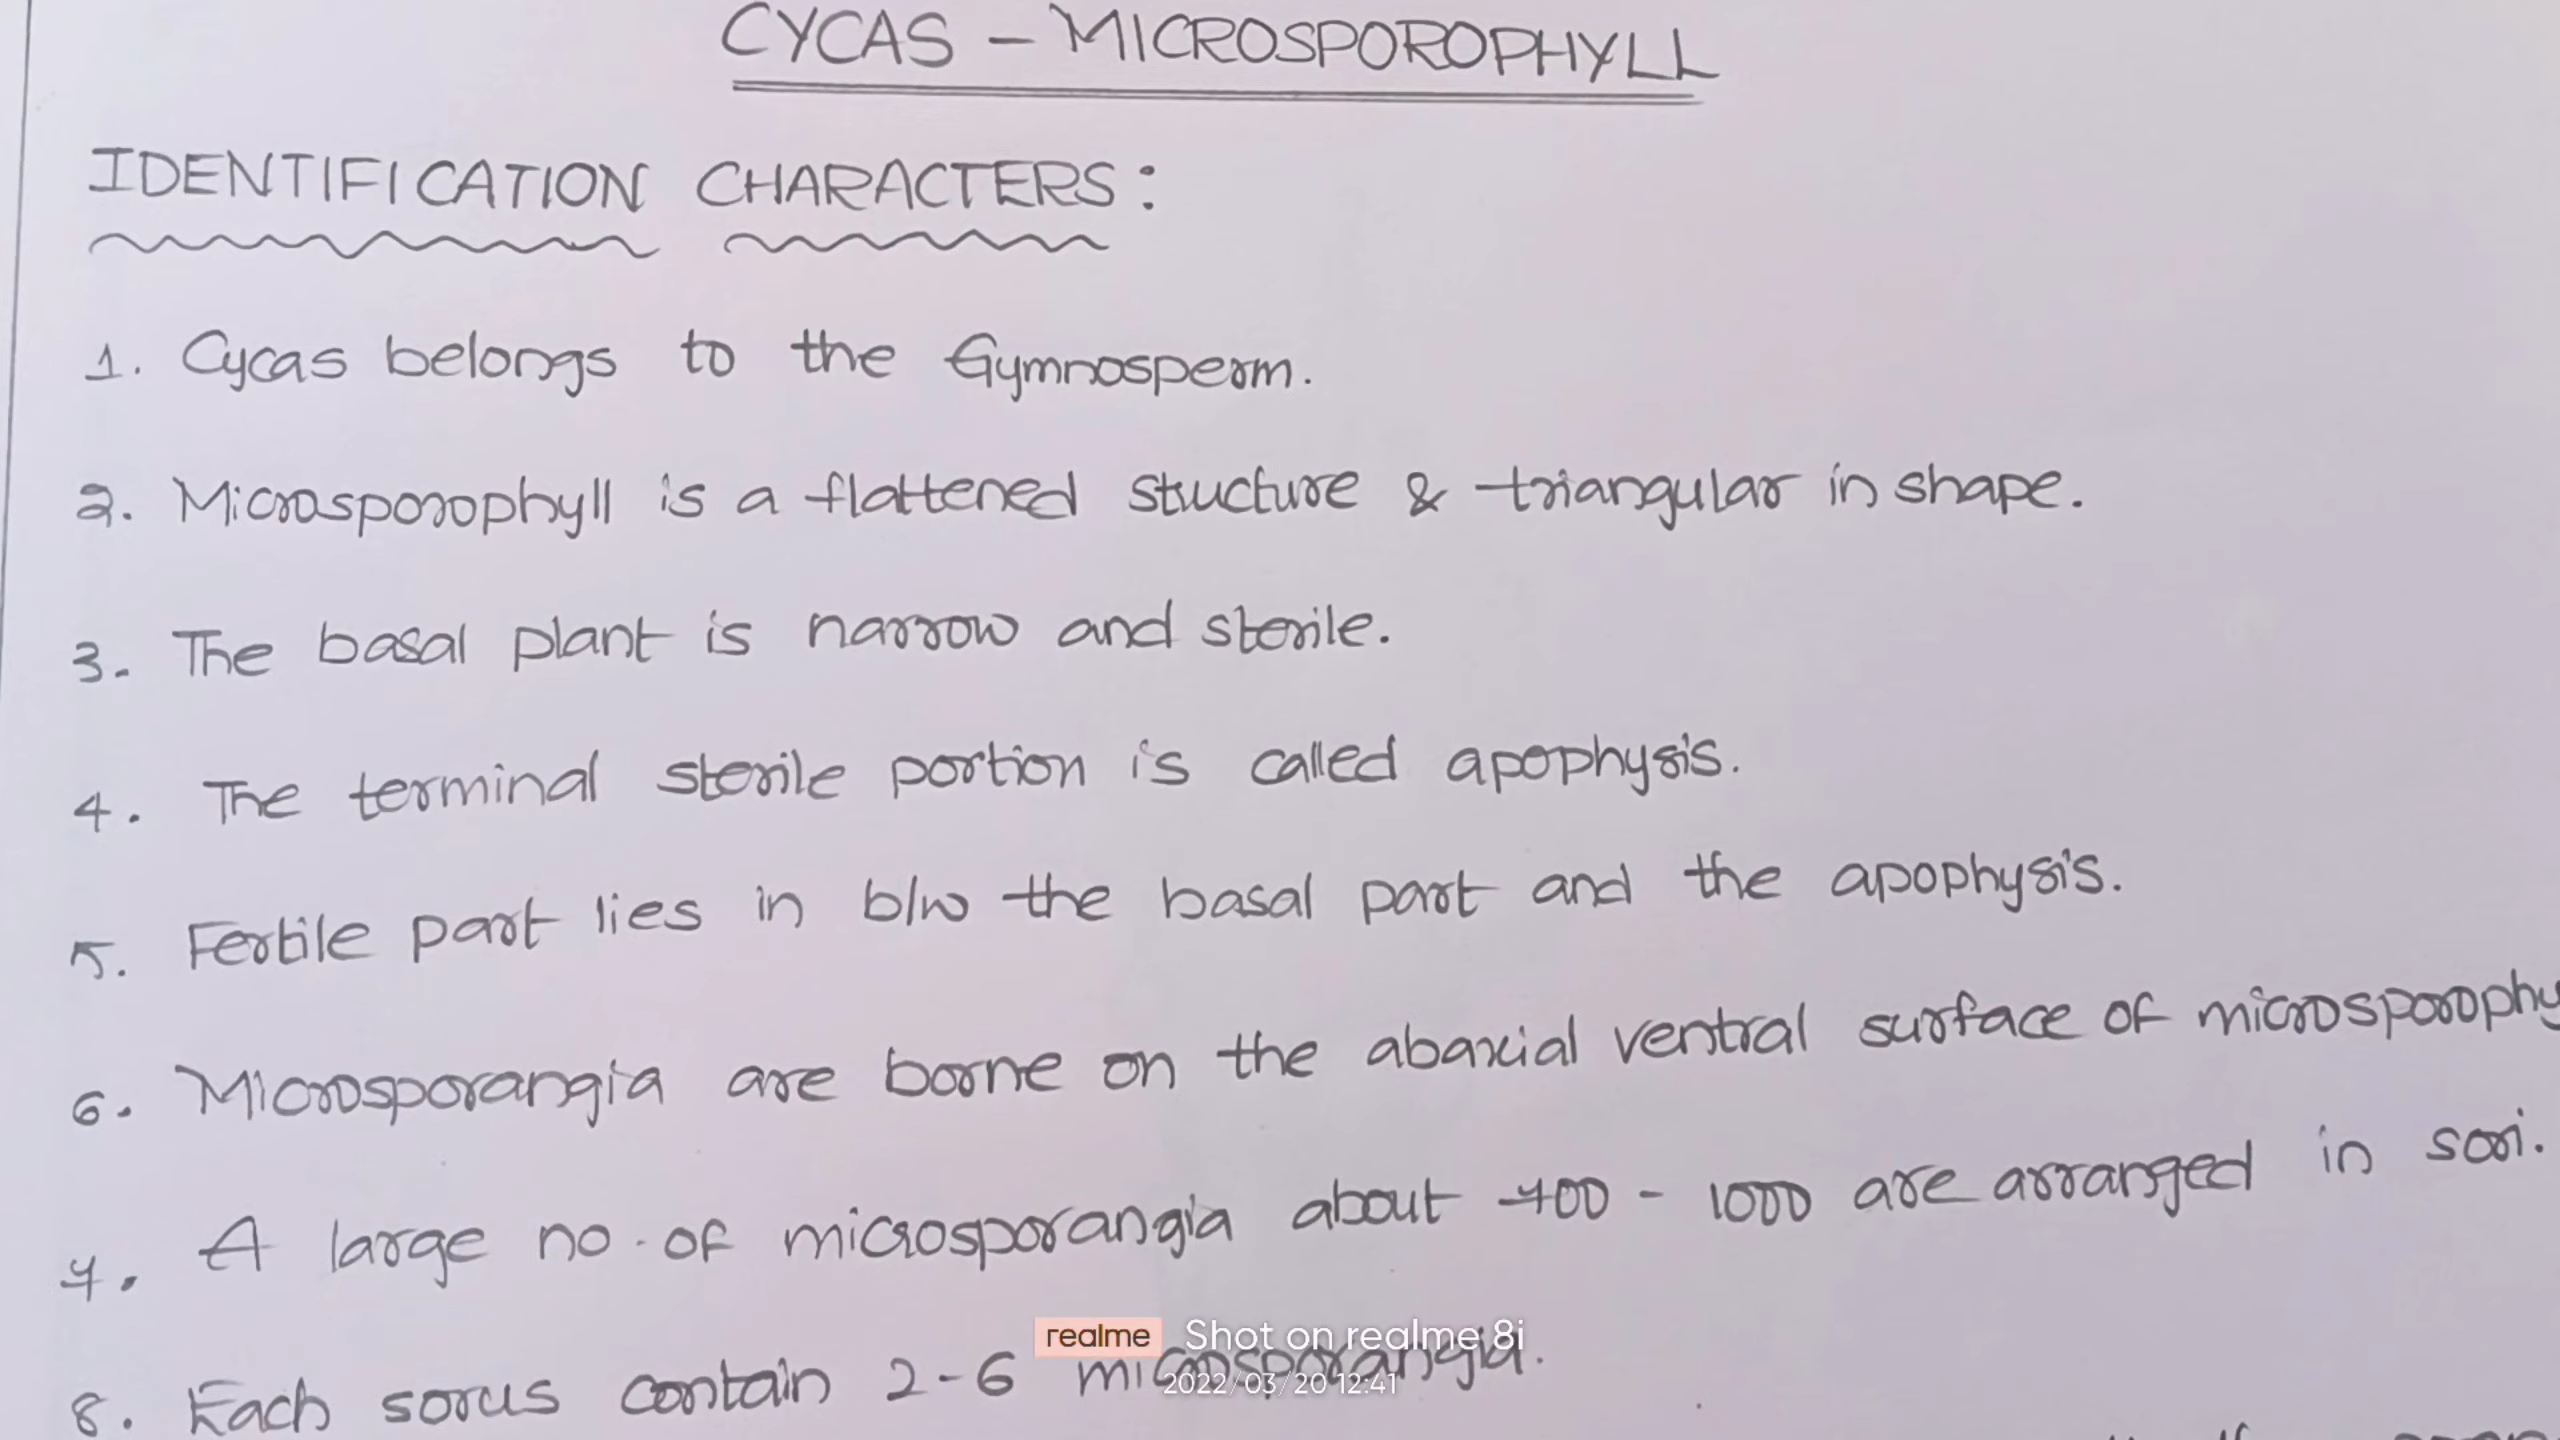 CYCAS - MICROSPOROPHYLL
IDENTIFICATION CHARACTERS:
1. Cycas belongs to the Gymnosperm.
2. Microsporophyll is a flattened stucture & triangular in shape.
3. The basal plant is narrow and sterile.
4. The terminal sterile portion is called apophysis.
5. Fertile part lies in b/w the basal part and the apophysis.
6. Microsporangia are borne on the abaxial ventral surface of microsporophy
7. A large no. of microsporangia about 700 - 1000 are arranged in sori.
8. Each sorus contain 2-6 microsporangia.
realme Shot on realme 8i
2022/03/20 12:41